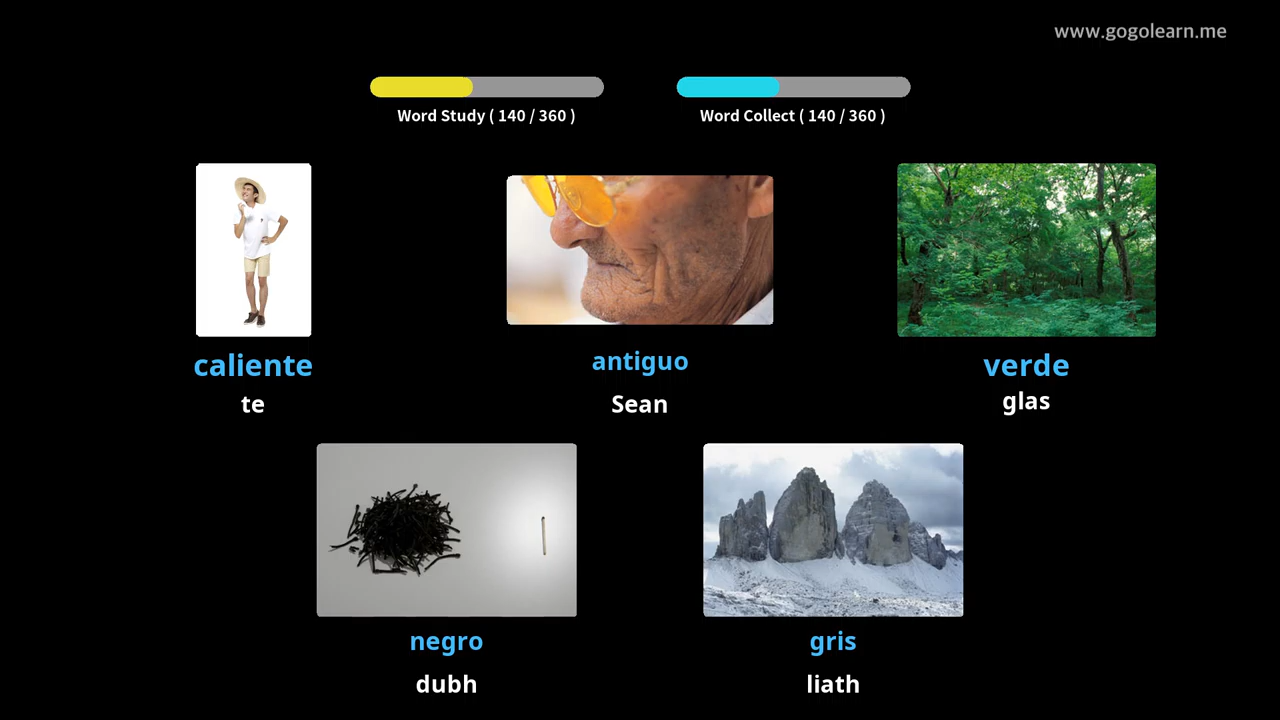 www.gogolearn.me
Word Study ( 140 / 360 )
Word Collect ( 140 / 360 )
caliente
te
antiguo
Sean
verde
glas
negro
dubh
gris
liath